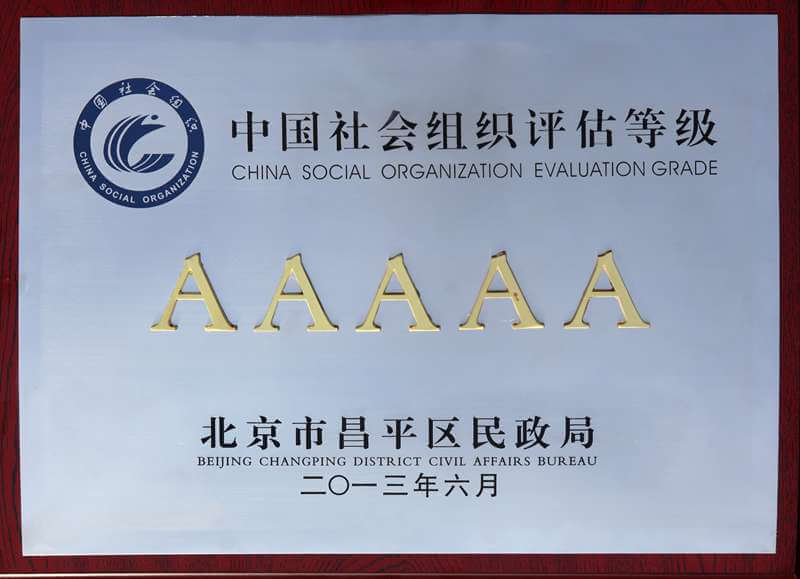 中国社会组织
CHINA SOCIAL ORGANIZATION
中国社会组织评估等级
CHINA SOCIAL ORGANIZATION EVALUATION GRADE
AAAAA
北京市昌平区民政局
BEIJING CHANGPING DISTRICT CIVIL AFFAIRS BUREAU
二〇一三年六月